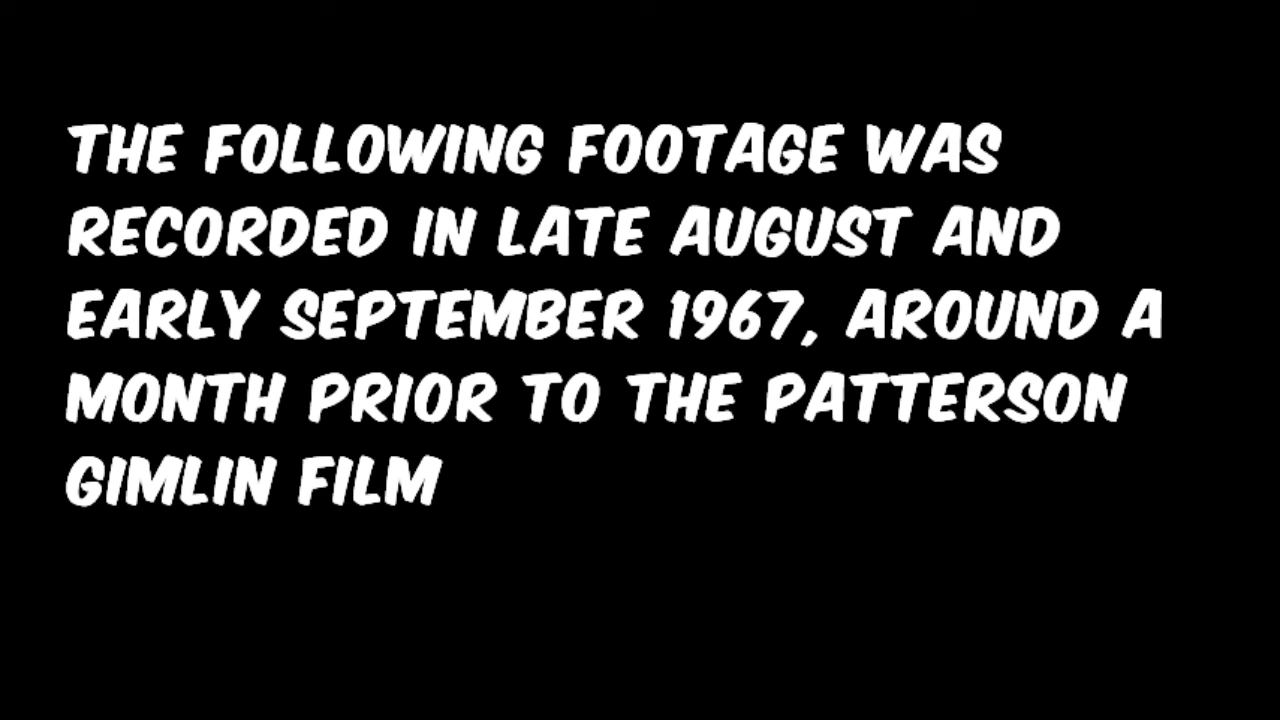 THE FOLLOWING FOOTAGE WAS
RECORDED IN LATE AUGUST AND
EARLY SEPTEMBER 1967, AROUND A
MONTH PRIOR TO THE PATTERSON
GIMLIN FILM